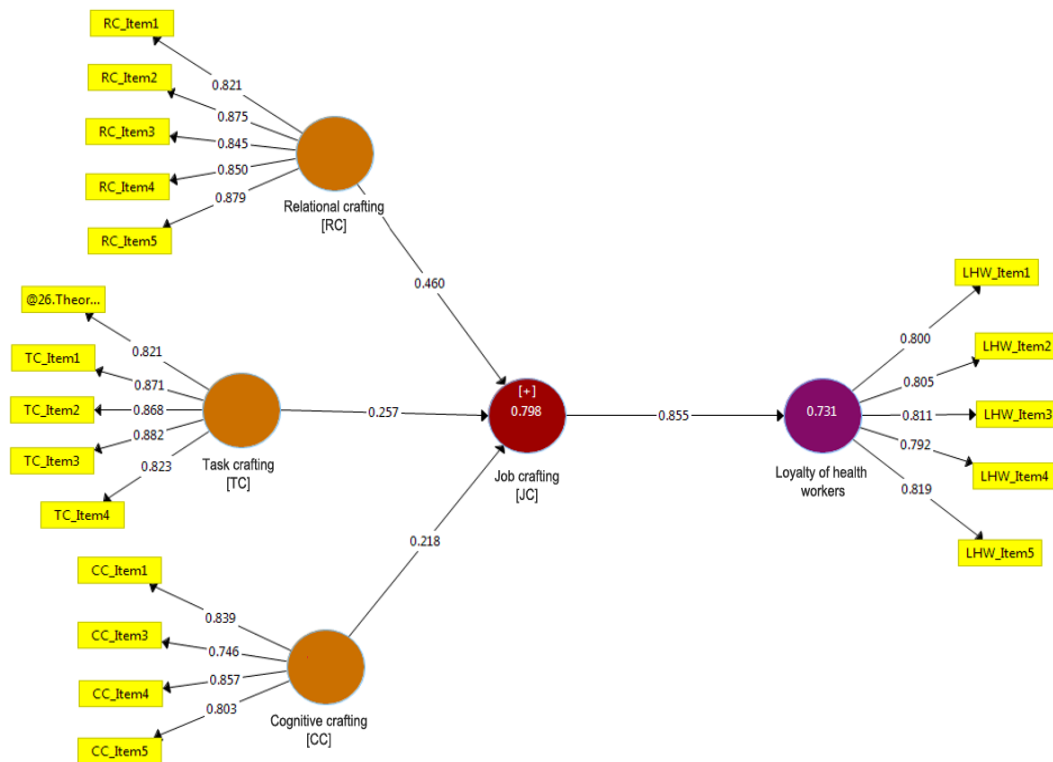 RC_Item1
RC_Item2
RC_Item3
RC_Item4
RC_Item5
0.821
0.875
0.845
0.850
0.879
Relational crafting
[RC]
0.460
@26.Theor...
TC_Item1
TC_Item2
TC_Item3
TC_Item4
0.821
0.871
0.868
0.882
0.823
Task crafting
[TC]
0.257
CC_Item1
CC_Item3
CC_Item4
CC_Item5
0.839
0.746
0.857
0.803
Cognitive crafting
[CC]
0.218
[+]
0.798
Job crafting
[JC]
0.855
0.731
Loyalty of health
workers
0.800
0.805
0.811
0.792
0.819
LHW_Item1
LHW_Item2
LHW_Item3
LHW_Item4
LHW_Item5